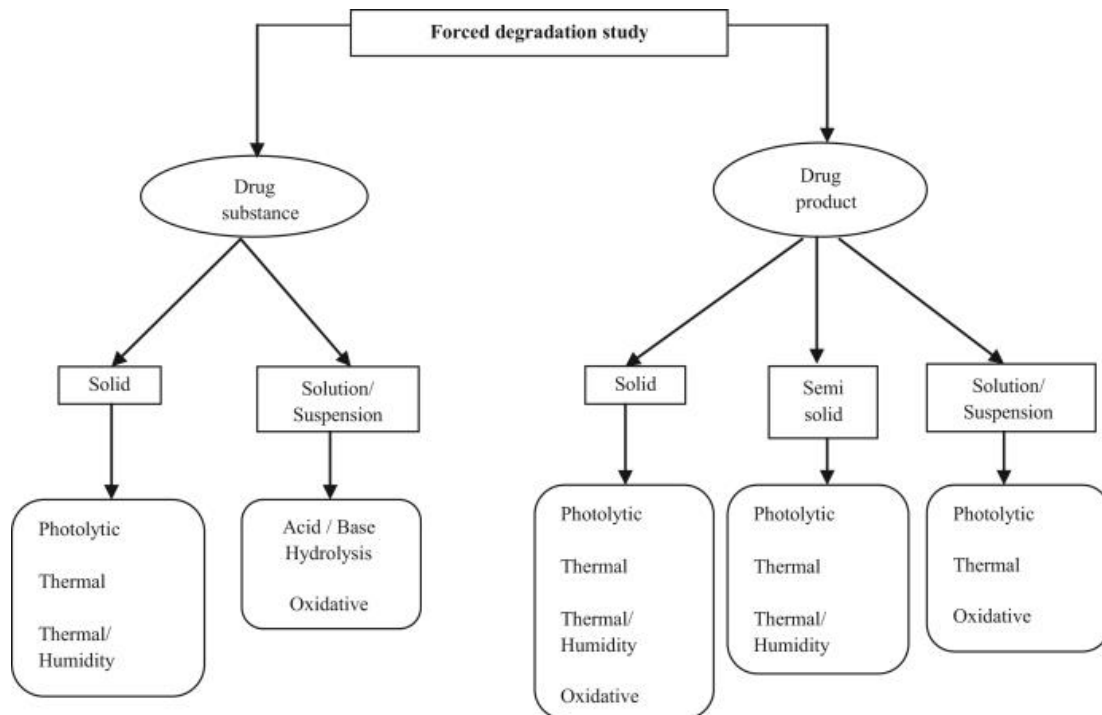 Forced degradation study
Drug
substance
Drug
product
Solid
Solution/
Suspension
Solid
Semi
solid
Solution/
Suspension
Photolytic
Thermal
Thermal/
Humidity
Acid / Base
Hydrolysis
Oxidative
Photolytic
Thermal
Thermal/
Humidity
Oxidative
Photolytic
Thermal
Thermal/
Humidity
Photolytic
Thermal
Oxidative